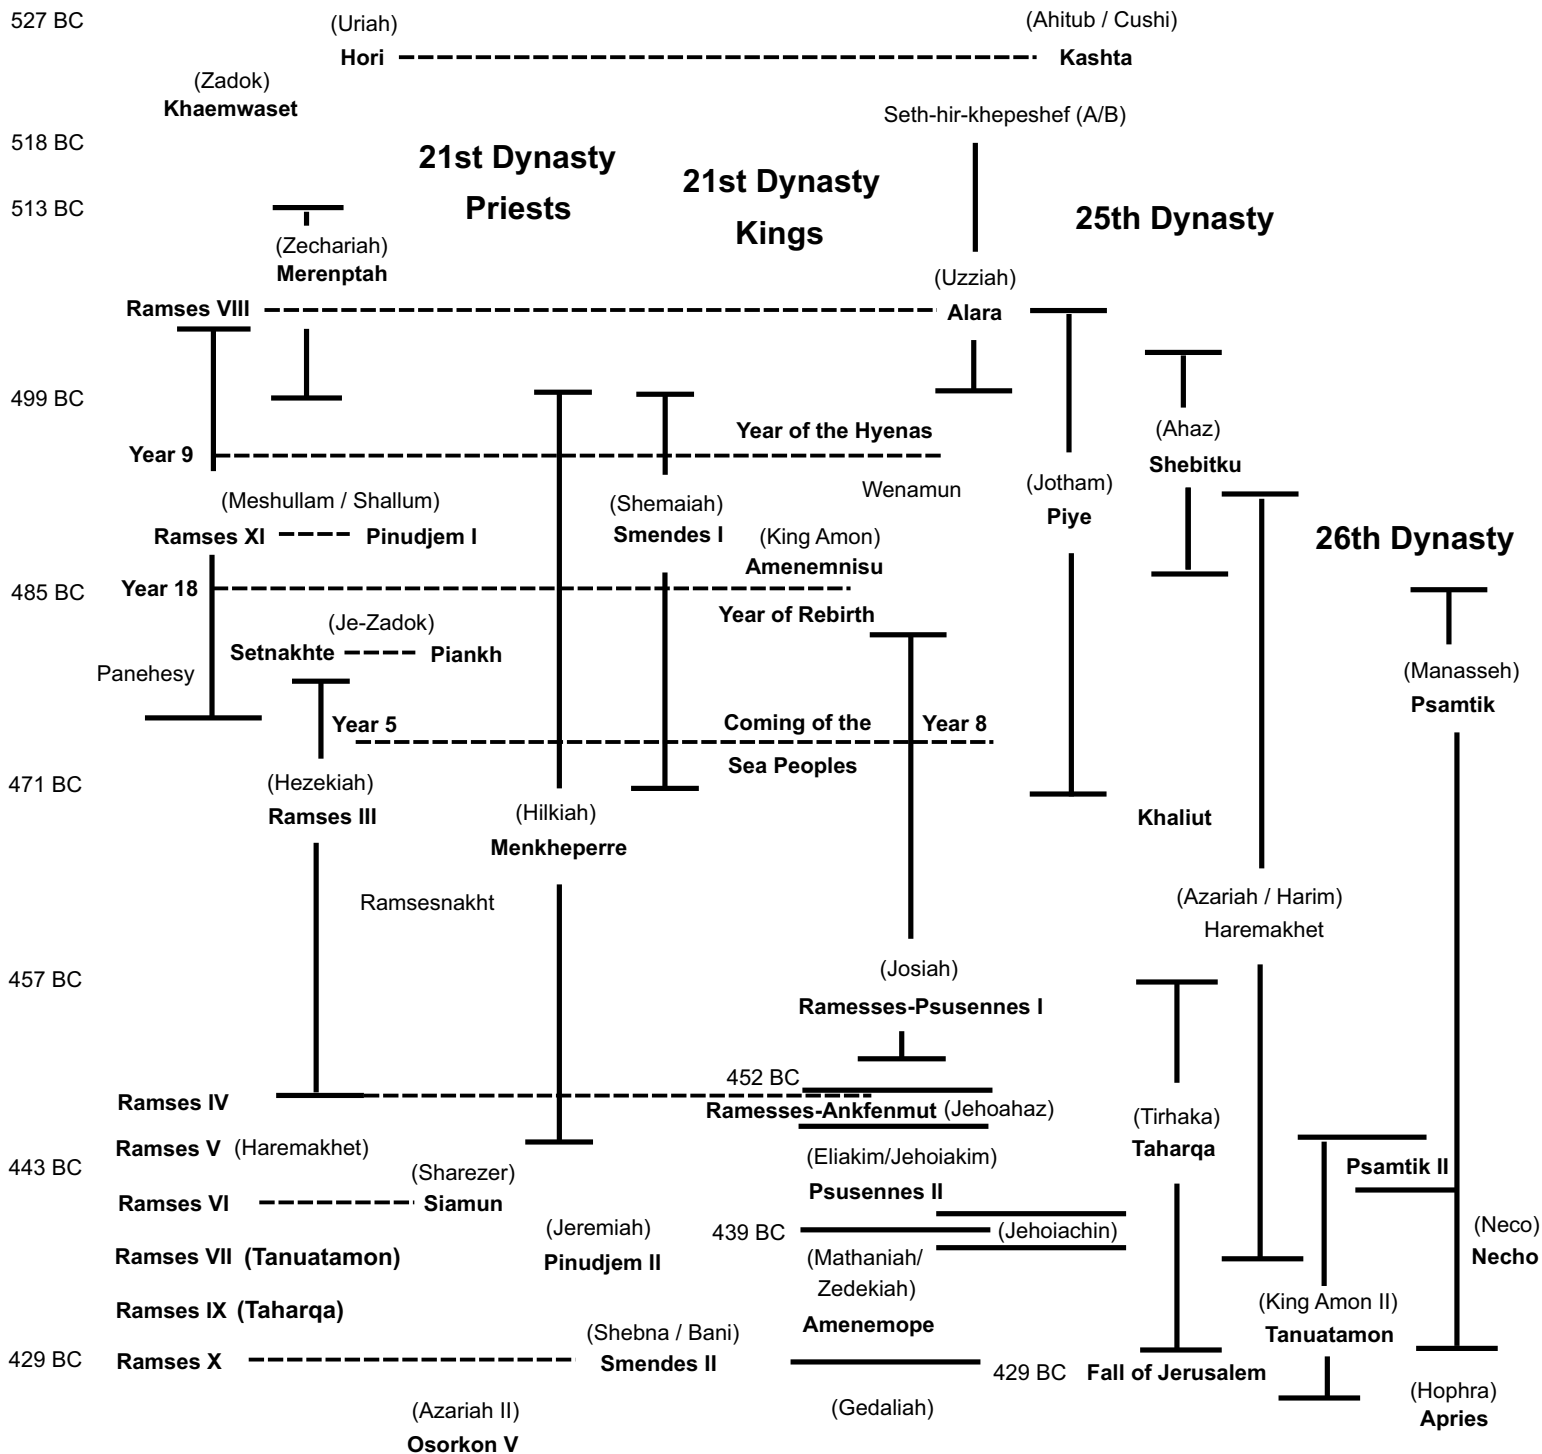 527 BC
(Uriah)
(Ahitub / Cushi)
Hori
Kashta
(Zadok)
Khaemwaset
Seth-hir-khepeshef (A/B)
518 BC
21st Dynasty
Priests
21st Dynasty
Kings
513 BC
25th Dynasty
(Zechariah)
Merenptah
(Uzziah)
Ramses VIII
Alara
499 BC
Year of the Hyenas
(Ahaz)
Year 9
Shebitku
Wenamun
(Jotham)
Piye
(Meshullam / Shallum)
(Shemaiah)
Smendes I
Ramses XI
Pinudjem I
(King Amon)
Amenemnisu
26th Dynasty
485 BC
Year 18
Year of Rebirth
(Je-Zadok)
Setnakhte
Piankh
Panehesy
(Manasseh)
Psamtik
Year 5
Coming of the
Year 8
Sea Peoples
471 BC
(Hezekiah)
Ramses III
(Hilkiah)
Menkheperre
Khaliut
Ramsesnakht
(Azariah / Harim)
Haremakhet
457 BC
(Josiah)
Ramesses-Psusennes I
452 BC
Ramses IV
Ramesses-Ankfenmut (Jehoahaz)
(Tirhaka)
Taharqa
Ramses V (Haremakhet)
443 BC
(Sharezer)
(Eliakim/Jehoiakim)
Psamtik II
Ramses VI
Siamun
Psusennes II
(Jeremiah)
Pinudjem II
439 BC
(Jehoiachin)
(Neco)
Necho
Ramses VII (Tanuatamon)
(Mathaniah/
Zedekiah)
Amenemope
Ramses IX (Taharqa)
(King Amon II)
Tanuatamon
(Shebna / Bani)
429 BC
Ramses X
Smendes II
429 BC
Fall of Jerusalem
(Azariah II)
Osorkon V
(Gedaliah)
(Hophra)
Apries